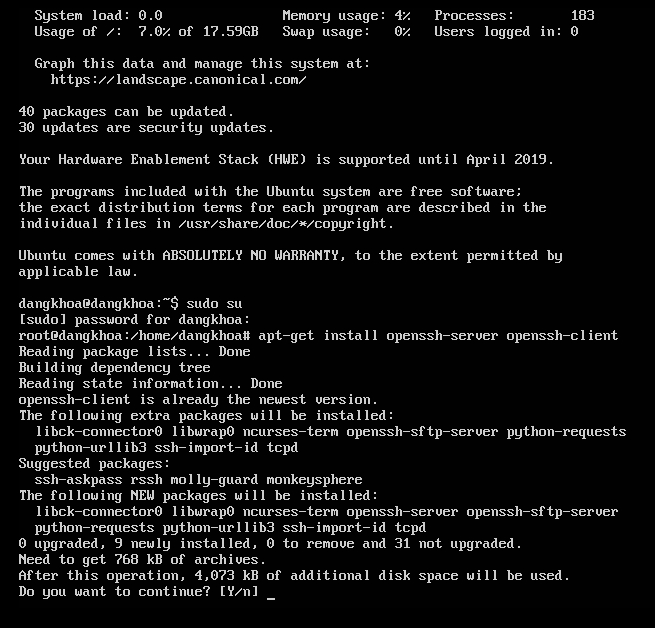 System load: 0.0 Memory usage: 4% Processes: 183
Usage of /: 7.0% of 17.59GB Swap usage: 0% Users logged in: 0
Graph this data and manage this system at:
https://landscape.canonical.com/
40 packages can be updated.
30 updates are security updates.
Your Hardware Enablement Stack (HWE) is supported until April 2019.
The programs included with the Ubuntu system are free software;
the exact distribution terms for each program are described in the
individual files in /usr/share/doc/*/copyright.
Ubuntu comes with ABSOLUTELY NO WARRANTY, to the extent permitted by
applicable law.
dangkhoa@dangkhoa:~$ sudo su
[sudo] password for dangkhoa:
root@dangkhoa:/home/dangkhoa# apt-get install openssh-server openssh-client
Reading package lists... Done
Building dependency tree
Reading state information... Done
openssh-client is already the newest version.
The following extra packages will be installed:
libck-connector0 libwrap0 ncurses-term openssh-sftp-server python-requests
python-urllib3 ssh-import-id tcpd
Suggested packages:
ssh-askpass rssh molly-guard monkeysphere
The following NEW packages will be installed:
libck-connector0 libwrap0 ncurses-term openssh-server openssh-sftp-server
python-requests python-urllib3 ssh-import-id tcpd
0 upgraded, 9 newly installed, 0 to remove and 31 not upgraded.
Need to get 768 kB of archives.
After this operation, 4,073 kB of additional disk space will be used.
Do you want to continue? [Y/n] _